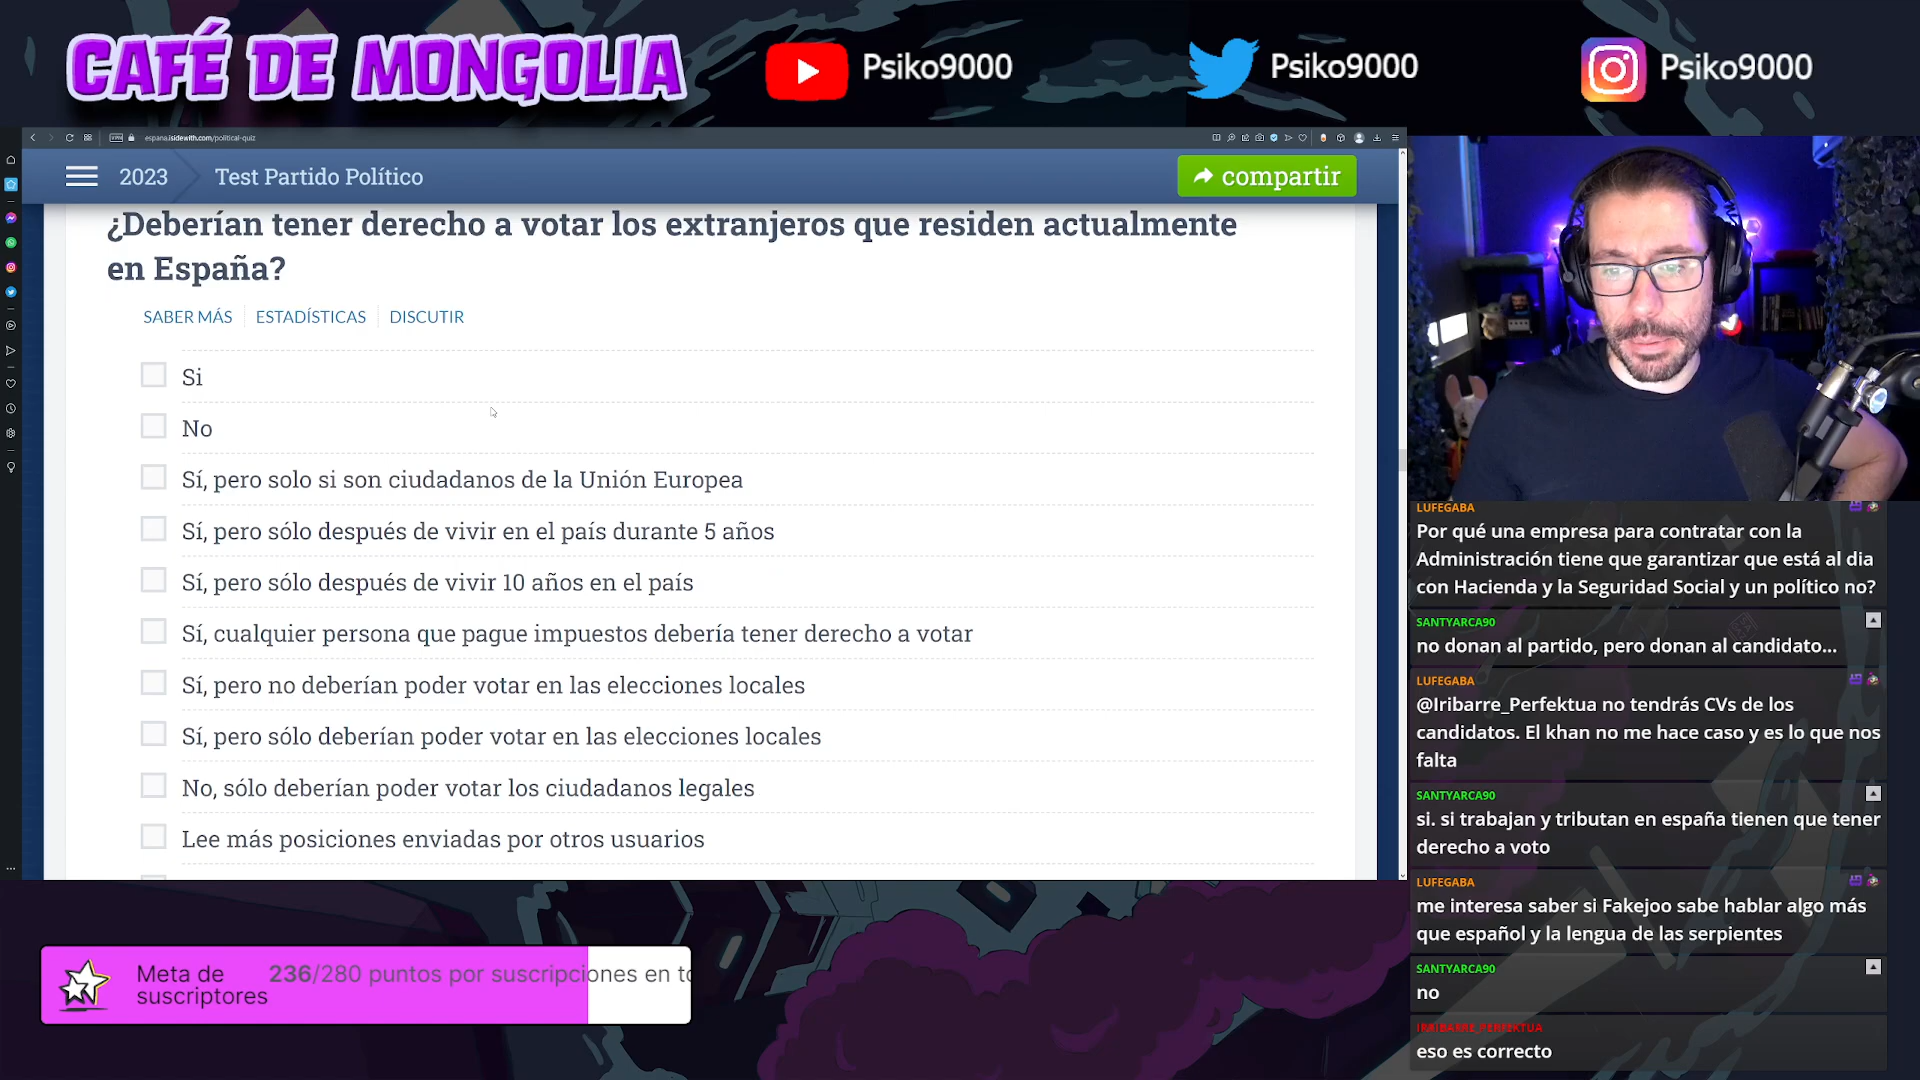 CAFÉ DE MONGOLIA
Psiko9000
Psiko9000
Psiko9000
VPN
espana.isidewith.com/political-quiz
2023
Test Partido Político
compartir
¿Deberían tener derecho a votar los extranjeros que residen actualmente
en España?
SABER MÁS
ESTADÍSTICAS
DISCUTIR
Si
No
Sí, pero solo si son ciudadanos de la Unión Europea
Sí, pero sólo después de vivir en el país durante 5 años
Sí, pero sólo después de vivir 10 años en el país
Sí, cualquier persona que pague impuestos debería tener derecho a votar
Sí, pero no deberían poder votar en las elecciones locales
Sí, pero sólo deberían poder votar en las elecciones locales
No, sólo deberían poder votar los ciudadanos legales
Lee más posiciones enviadas por otros usuarios
LUFEGABA
Por qué una empresa para contratar con la
Administración tiene que garantizar que está al dia
con Hacienda y la Seguridad Social y un político no?
SANTYARCA90
no donan al partido, pero donan al candidato...
LUFEGABA
@Iribarre_Perfektua no tendrás CVs de los
candidatos. El khan no me hace caso y es lo que nos
falta
SANTYARCA90
si. si trabajan y tributan en españa tienen que tener
derecho a voto
LUFEGABA
me interesa saber si Fakejoo sabe hablar algo más
que español y la lengua de las serpientes
SANTYARCA90
no
IRRIBARRE_PERFEKTUA
eso es correcto
Meta de
suscriptores
236/280 puntos por suscripciones en to